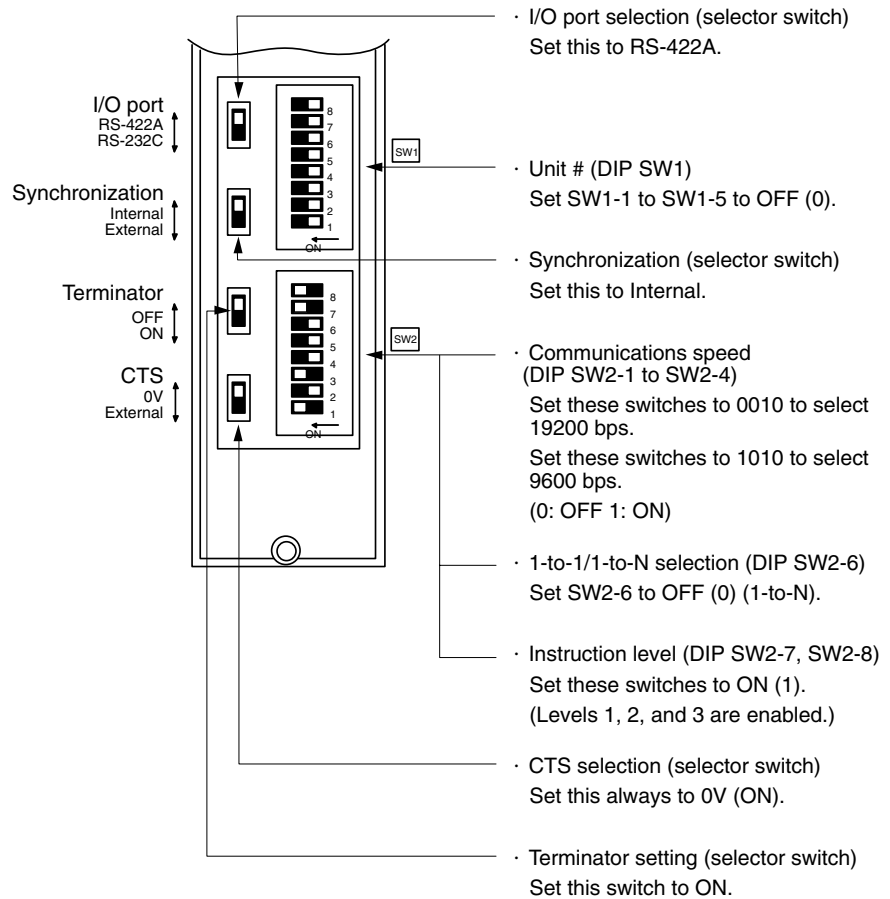 I/O port
RS-422A
RS-232C
Synchronization
Internal
External
Terminator
OFF
ON
CTS
0V
External
8
7
6
5
4
3
2
1
ON
SW1
8
7
6
5
4
3
2
1
ON
SW2
· I/O port selection (selector switch)
Set this to RS-422A.
· Unit # (DIP SW1)
Set SW1-1 to SW1-5 to OFF (0).
· Synchronization (selector switch)
Set this to Internal.
· Communications speed
(DIP SW2-1 to SW2-4)
Set these switches to 0010 to select
19200 bps.
Set these switches to 1010 to select
9600 bps.
(0: OFF 1: ON)
· 1-to-1/1-to-N selection (DIP SW2-6)
Set SW2-6 to OFF (0) (1-to-N).
· Instruction level (DIP SW2-7, SW2-8)
Set these switches to ON (1).
(Levels 1, 2, and 3 are enabled.)
· CTS selection (selector switch)
Set this always to 0V (ON).
· Terminator setting (selector switch)
Set this switch to ON.